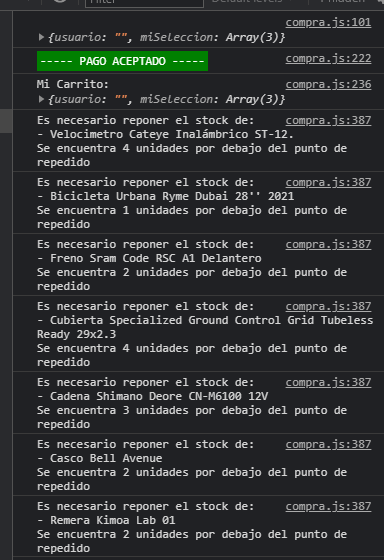 Filter
Default levels
compra.js:101
▸ {usuario: "", miSeleccion: Array(3)}
----- PAGO ACEPTADO ----- compra.js:222
Mi Carrito: compra.js:236
▸ {usuario: "", miSeleccion: Array(3)}
Es necesario reponer el stock de: compra.js:387
- Velocimetro Cateye Inalámbrico ST-12.
Se encuentra 4 unidades por debajo del punto de
repedido
Es necesario reponer el stock de: compra.js:387
- Bicicleta Urbana Ryme Dubai 28'' 2021
Se encuentra 1 unidades por debajo del punto de
repedido
Es necesario reponer el stock de: compra.js:387
- Freno Sram Code RSC A1 Delantero
Se encuentra 2 unidades por debajo del punto de
repedido
Es necesario reponer el stock de: compra.js:387
- Cubierta Specialized Ground Control Grid Tubeless
Ready 29x2.3
Se encuentra 4 unidades por debajo del punto de
repedido
Es necesario reponer el stock de: compra.js:387
- Cadena Shimano Deore CN-M6100 12V
Se encuentra 3 unidades por debajo del punto de
repedido
Es necesario reponer el stock de: compra.js:387
- Casco Bell Avenue
Se encuentra 2 unidades por debajo del punto de
repedido
Es necesario reponer el stock de: compra.js:387
- Remera Kimoa Lab 01
Se encuentra 2 unidades por debajo del punto de
repedido